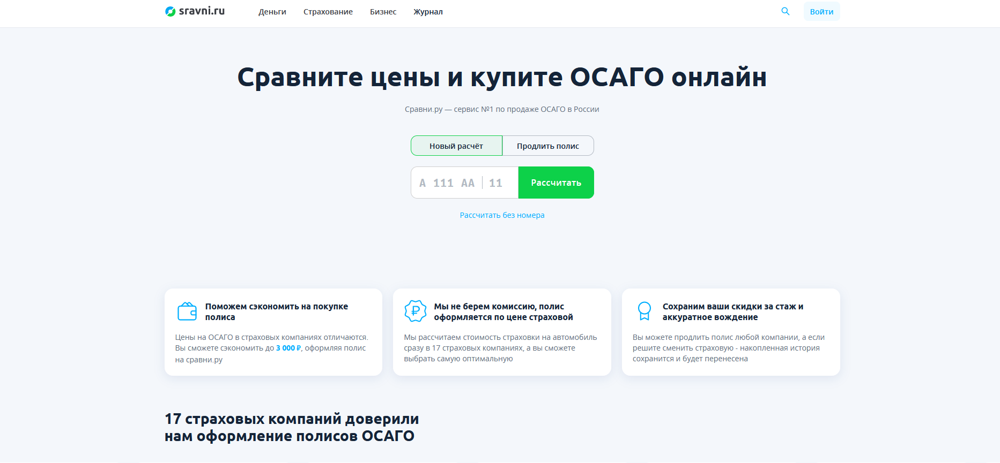 sravni.ru
Деньги
Страхование
Бизнес
Журнал
Войти
Сравните цены и купите ОСАГО онлайн
Сравни.ру — сервис №1 по продаже ОСАГО в России
Новый расчёт
Продлить полис
А 111 АА 11
Рассчитать
Рассчитать без номера
Поможем сэкономить на покупке
полиса
Цены на ОСАГО в страховых компаниях отличаются.
Вы сможете сэкономить до 3 000 ₽, оформляя полис
на сравни.ру
Мы не берем комиссию, полис
оформляется по цене страховой
Мы рассчитаем стоимость страховки на автомобиль
сразу в 17 страховых компаниях, а вы сможете
выбрать самую оптимальную
Сохраним ваши скидки за стаж и
аккуратное вождение
Вы можете продлить полис любой компании, а если
решите сменить страховую - накопленная история
сохранится и будет перенесена
17 страховых компаний доверили
нам оформление полисов ОСАГО